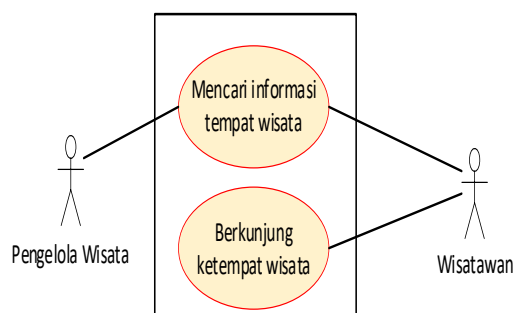 Mencari informasi
tempat wisata
Pengelola Wisata
Berkunjung
ketempat wisata
Wisatawan